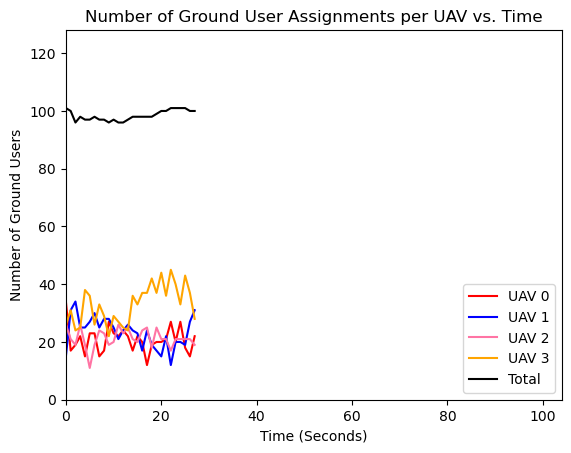 Number of Ground User Assignments per UAV vs. Time
Number of Ground Users
120
100
80
60
40
20
0
0 20 40 60 80 100
Time (Seconds)
UAV 0
UAV 1
UAV 2
UAV 3
Total